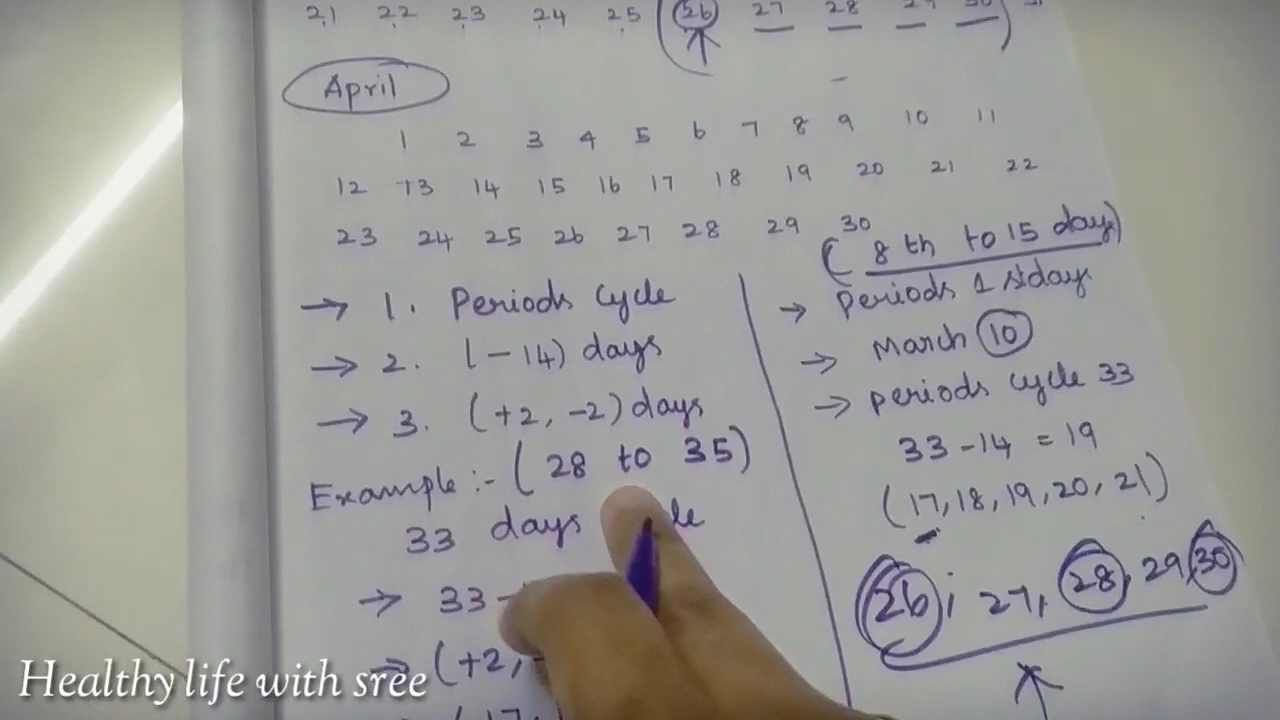 21 22 23 24 25 (26 27 28 29 30)
April
1 2 3 4 5 6 7 8 9 10 11
12 13 14 15 16 17 18 19 20 21 22
23 24 25 26 27 28 29 30
→ 1. Periods cycle
→ 2. (-14) days
→ 3. (+2, -2) days
Example:- (28 to 35)
33 days
→ 33 -
→ (+2, -
(17,
(8th to 15 days)
→ Periods 1st day
→ March 10
→ Periods cycle 33
33 - 14 = 19
(17, 18, 19, 20, 21)
26, 27, 28, 29, 30
Healthy life with sree